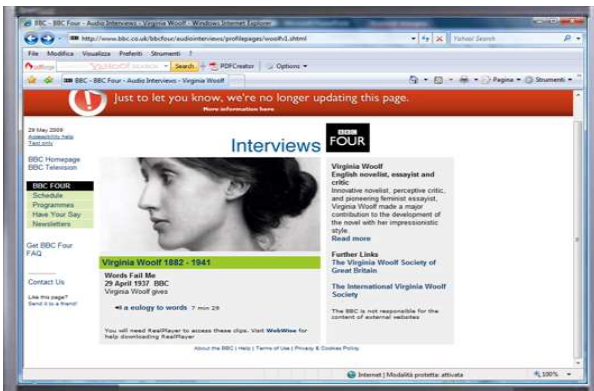 BBC - BBC Four - Audio Interviews - Virginia Woolf - Windows Internet Explorer
http://www.bbc.co.uk/bbcfour/audiointerviews/profilepages/woolfv1.shtml
Yahoo! Search
File Modifica Visualizza Preferiti Strumenti ?
YAHOO! SEARCH Search PDFCreator Options
BBC - BBC Four - Audio Interviews - Virginia Woolf
Pagina Strumenti
Just to let you know, we're no longer updating this page.
More information here
29 May 2009
Accessibility help
Text only
BBC Homepage
BBC Television
BBC FOUR
Schedule
Programmes
Have Your Say
Newsletters
Get BBC Four
FAQ
Contact Us
Like this page?
Send it to a friend!
Interviews
BBC
FOUR
Virginia Woolf 1882 - 1941
Words Fail Me
29 April 1937 BBC
Virginia Woolf gives
a eulogy to words 7 min 29
You will need RealPlayer to access these clips. Visit WebWise for
help downloading RealPlayer
Virginia Woolf
English novelist, essayist and
critic
Innovative novelist, perceptive critic,
and pioneering feminist essayist,
Virginia Woolf made a major
contribution to the development of
the novel with her impressionistic
style.
Read more
Further Links
The Virginia Woolf Society of
Great Britain
The International Virginia Woolf
Society
The BBC is not responsible for the
content of external websites
About the BBC | Help | Terms of Use | Privacy & Cookies Policy
Internet | Modalità protetta: attivata
100%